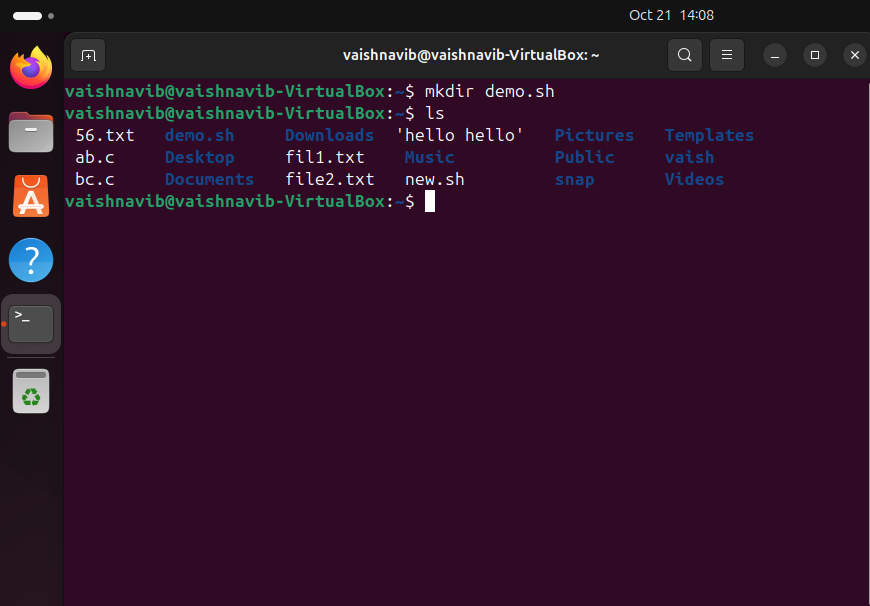 Oct 21 14:08
vaishnavib@vaishnavib-VirtualBox: ~
vaishnavib@vaishnavib-VirtualBox:~$ mkdir demo.sh
vaishnavib@vaishnavib-VirtualBox:~$ ls
56.txt demo.sh Downloads 'hello hello' Pictures Templates
ab.c Desktop fil1.txt Music Public vaish
bc.c Documents file2.txt new.sh snap Videos
vaishnavib@vaishnavib-VirtualBox:~$